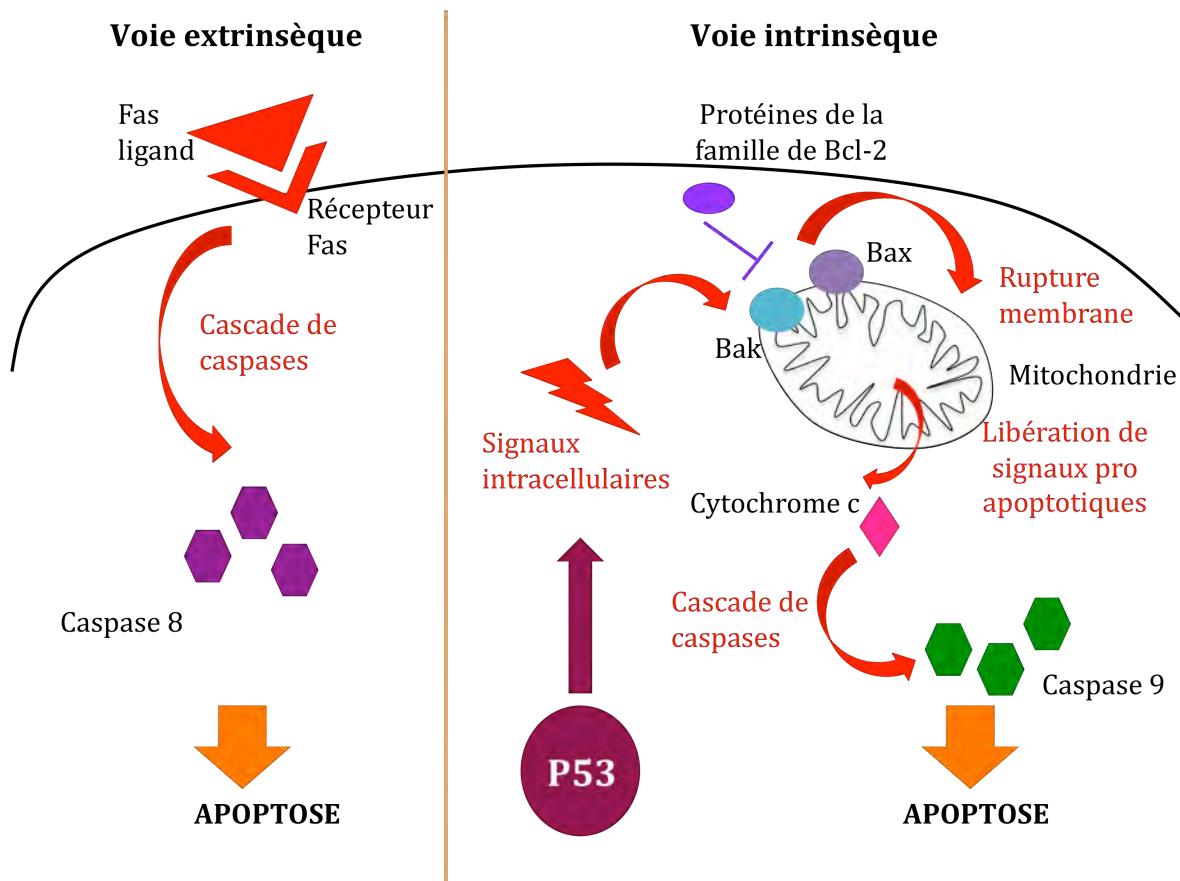 Voie extrinsèque
Fas
ligand
Récepteur
Fas
Cascade de
caspases
Caspase 8
APOPTOSE
Voie intrinsèque
Protéines de la
famille de Bcl-2
Bax
Bak
Rupture
membrane
Mitochondrie
Signaux
intracellulaires
Libération de
signaux pro
apoptotiques
Cytochrome c
Cascade de
caspases
Caspase 9
P53
APOPTOSE